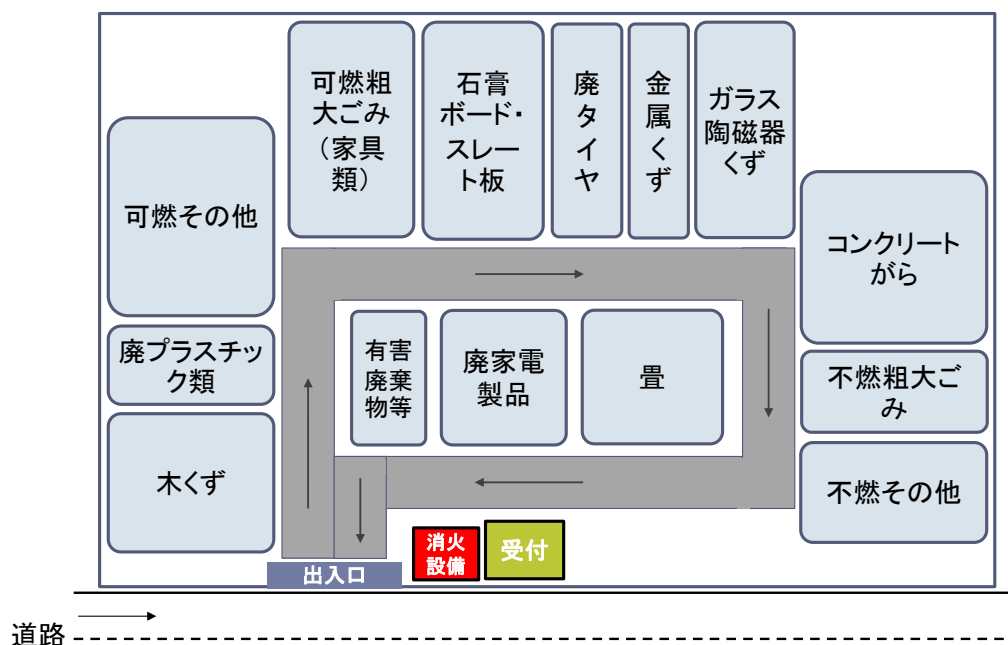 可燃粗
大ごみ
（家具
類）
石膏
ボード・
スレー
ト板
廃
タ
イ
ヤ
金
属
く
ず
ガラス
陶磁器
くず
可燃その他
コンクリート
がら
廃プラスチッ
ク類
有害
廃棄
物等
廃家電
製品
畳
不燃粗大ご
み
木くず
不燃その他
消火
設備
受付
出入口
道路